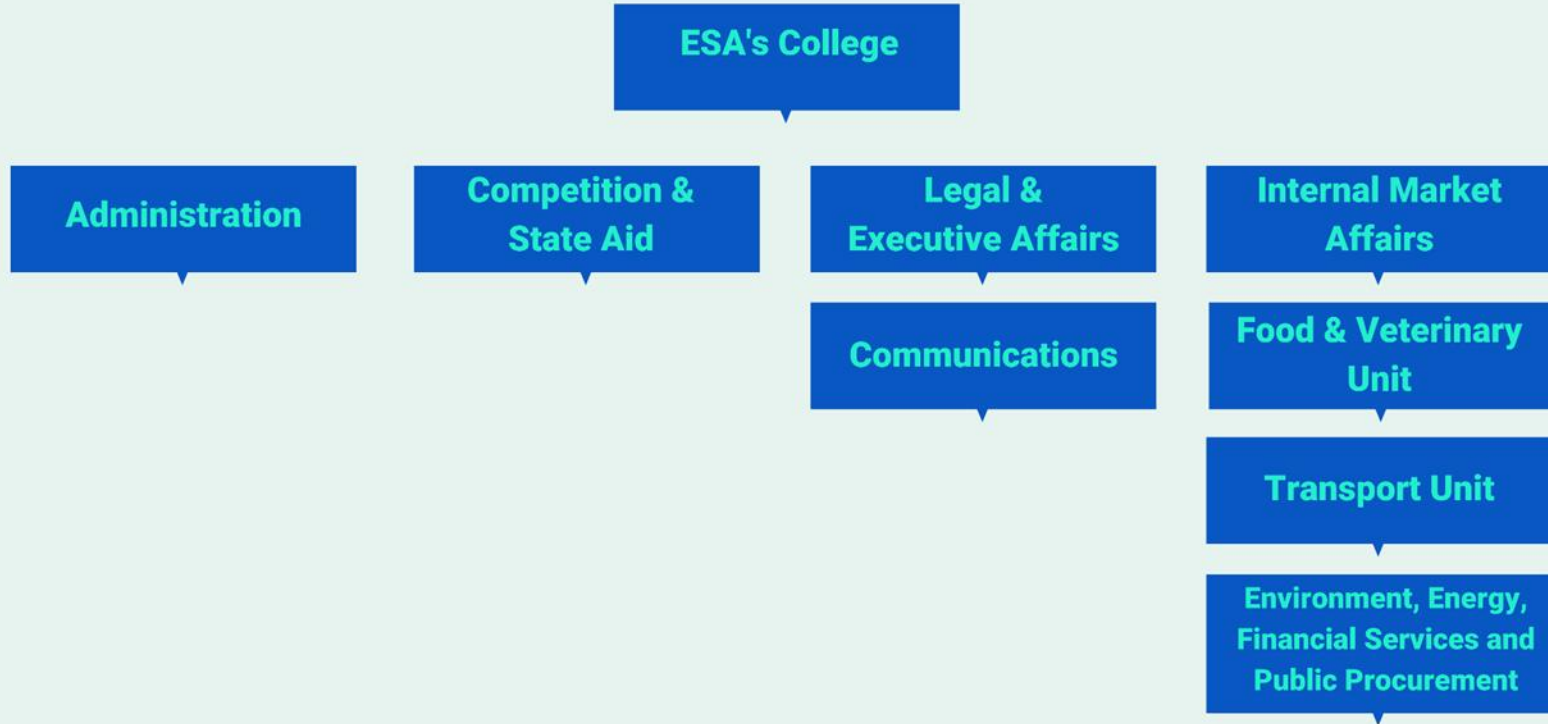 ESA's College
Administration
Competition &
State Aid
Legal &
Executive Affairs
Internal Market
Affairs
Communications
Food & Veterinary
Unit
Transport Unit
Environment, Energy,
Financial Services and
Public Procurement